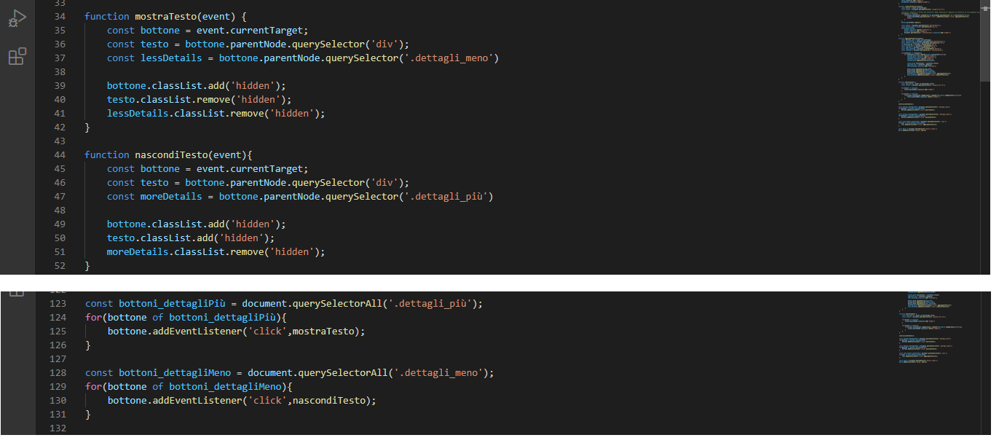 33
34 function mostraTesto(event) {
35     const bottone = event.currentTarget;
36     const testo = bottone.parentNode.querySelector('div');
37     const lessDetails = bottone.parentNode.querySelector('.dettagli_meno')
38
39     bottone.classList.add('hidden');
40     testo.classList.remove('hidden');
41     lessDetails.classList.remove('hidden');
42 }
43
44 function nascondiTesto(event){
45     const bottone = event.currentTarget;
46     const testo = bottone.parentNode.querySelector('div');
47     const moreDetails = bottone.parentNode.querySelector('.dettagli_più')
48
49     bottone.classList.add('hidden');
50     testo.classList.add('hidden');
51     moreDetails.classList.remove('hidden');
52 }
123 const bottoni_dettagliPiù = document.querySelectorAll('.dettagli_più');
124 for(bottone of bottoni_dettagliPiù){
125     bottone.addEventListener('click',mostraTesto);
126 }
127
128 const bottoni_dettagliMeno = document.querySelectorAll('.dettagli_meno');
129 for(bottone of bottoni_dettagliMeno){
130     bottone.addEventListener('click',nascondiTesto);
131 }
132